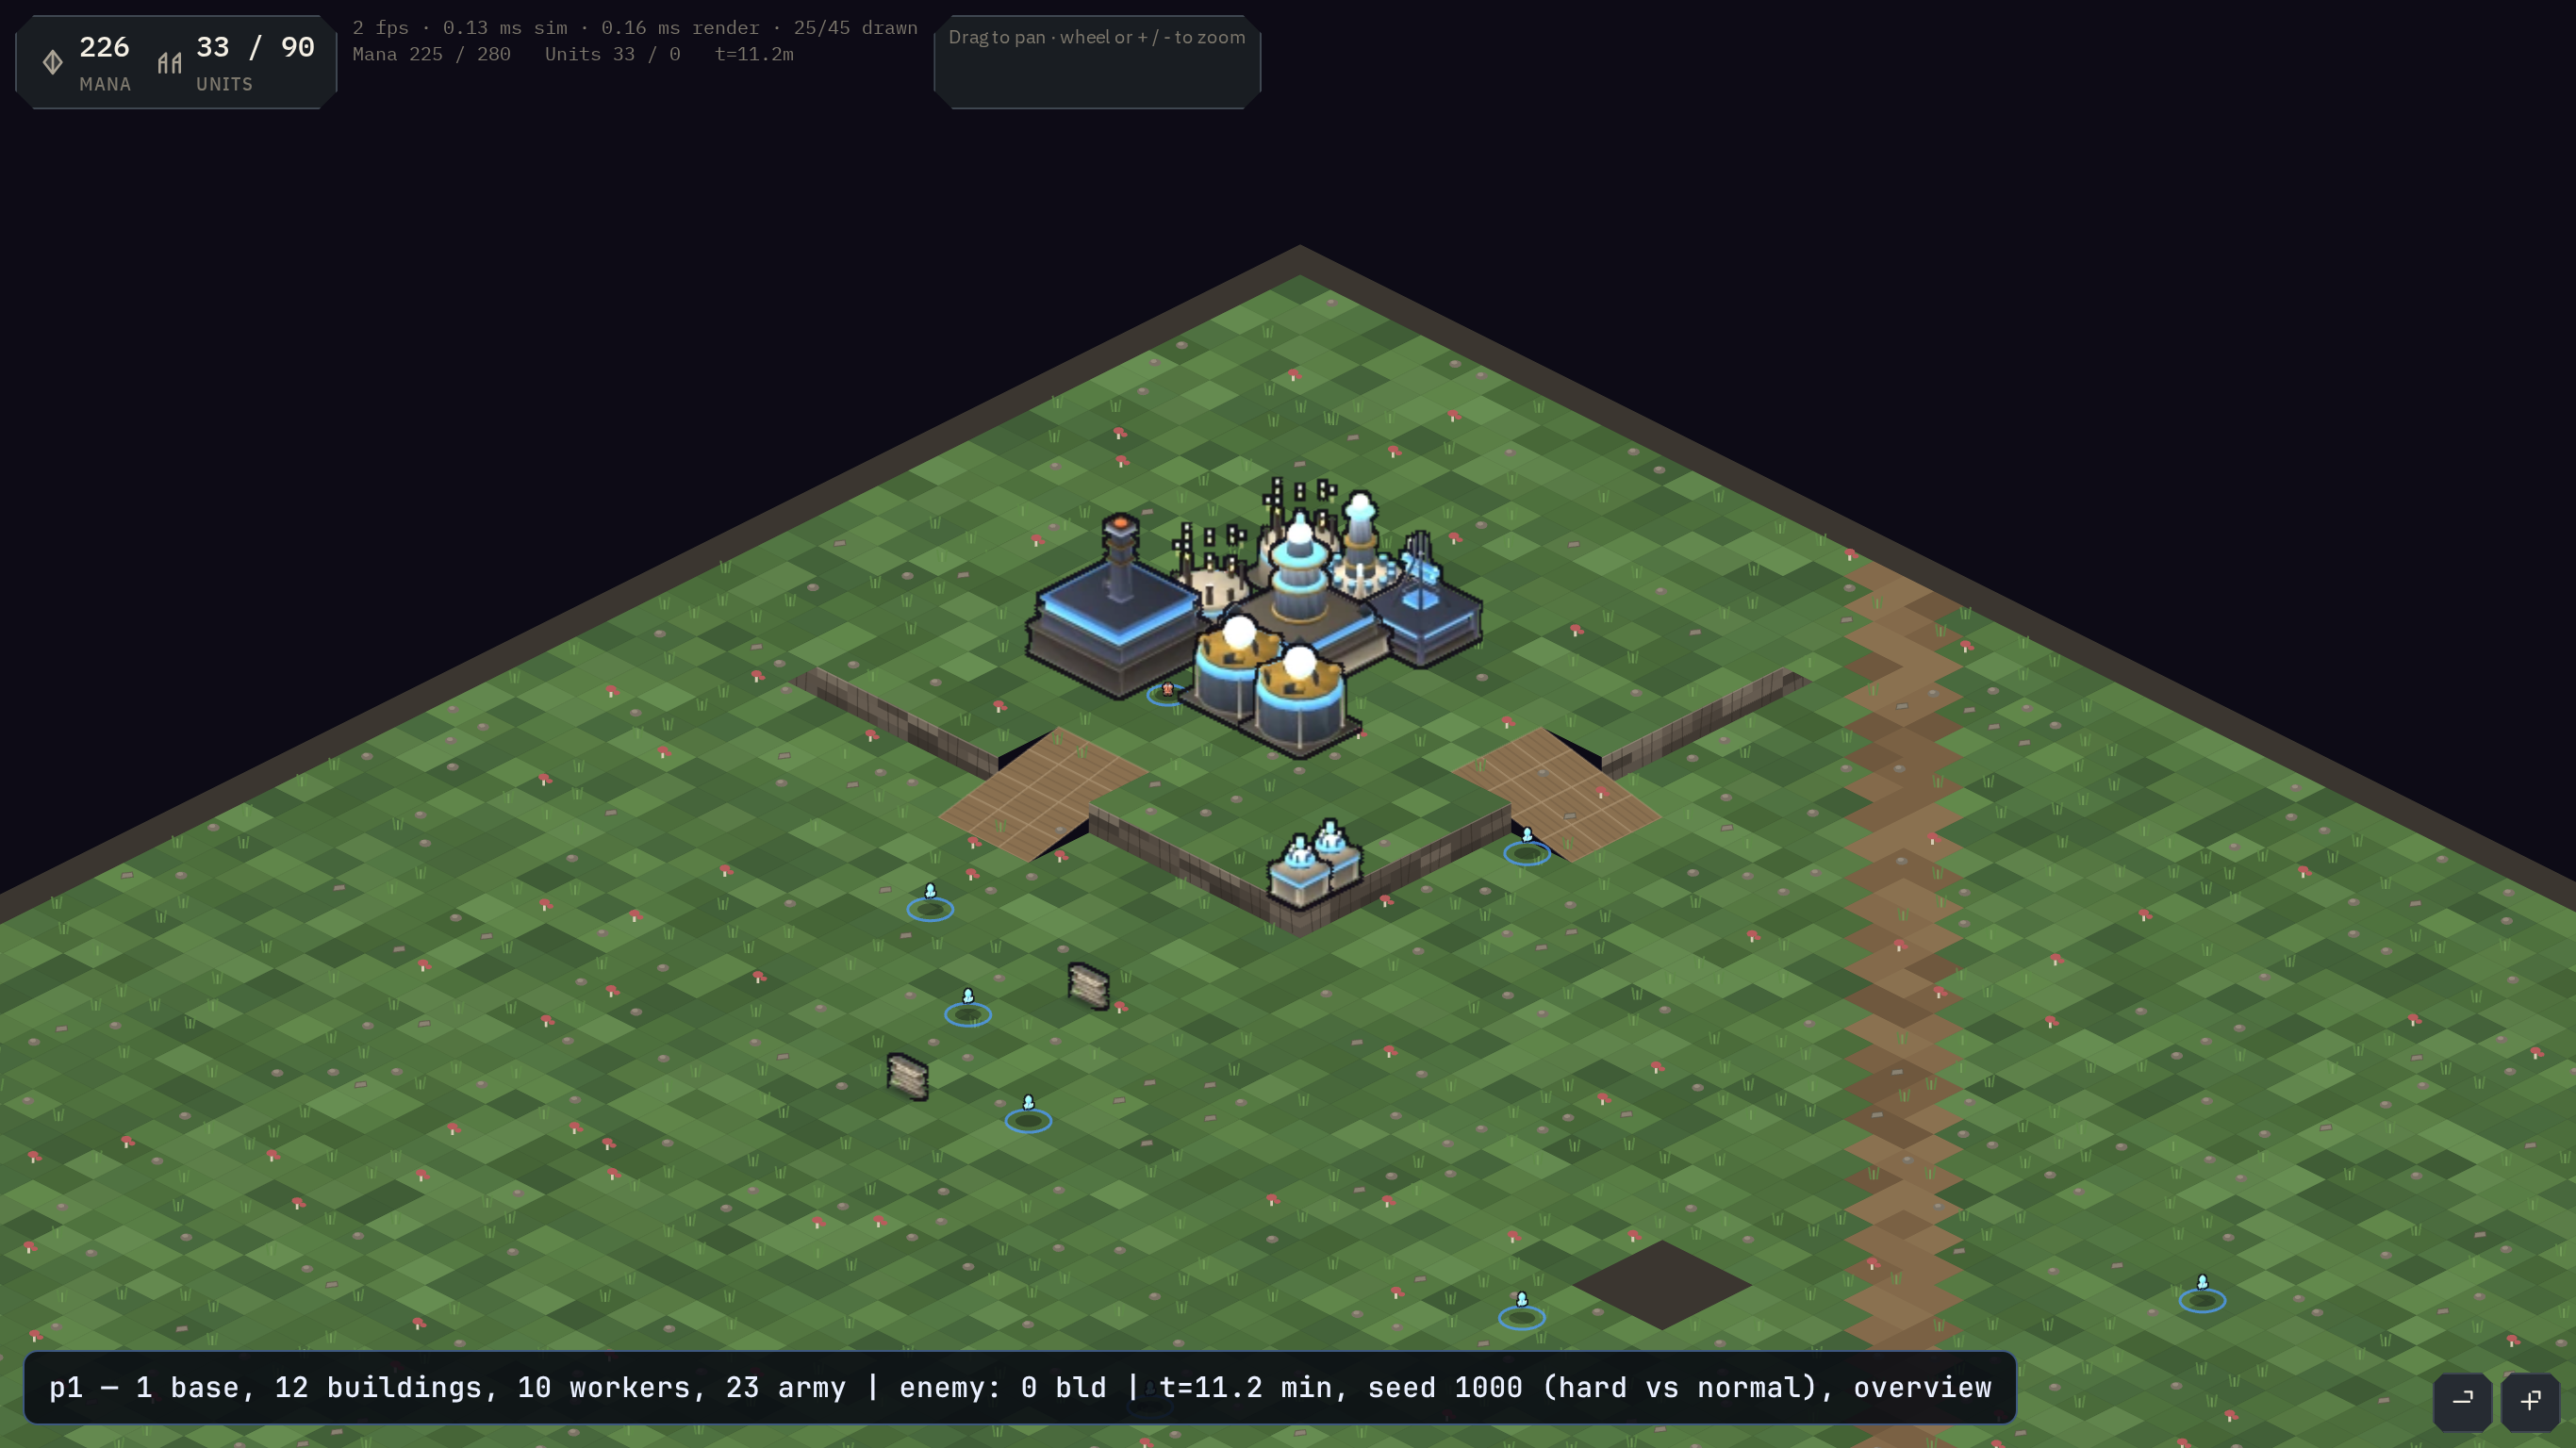 226
MANA
33 / 90
UNITS
2 fps · 0.13 ms sim · 0.16 ms render · 25/45 drawn
Mana 225 / 280 Units 33 / 0 t=11.2m
Drag to pan · wheel or + / - to zoom
p1 — 1 base, 12 buildings, 10 workers, 23 army | enemy: 0 bld | t=11.2 min, seed 1000 (hard vs normal), overview